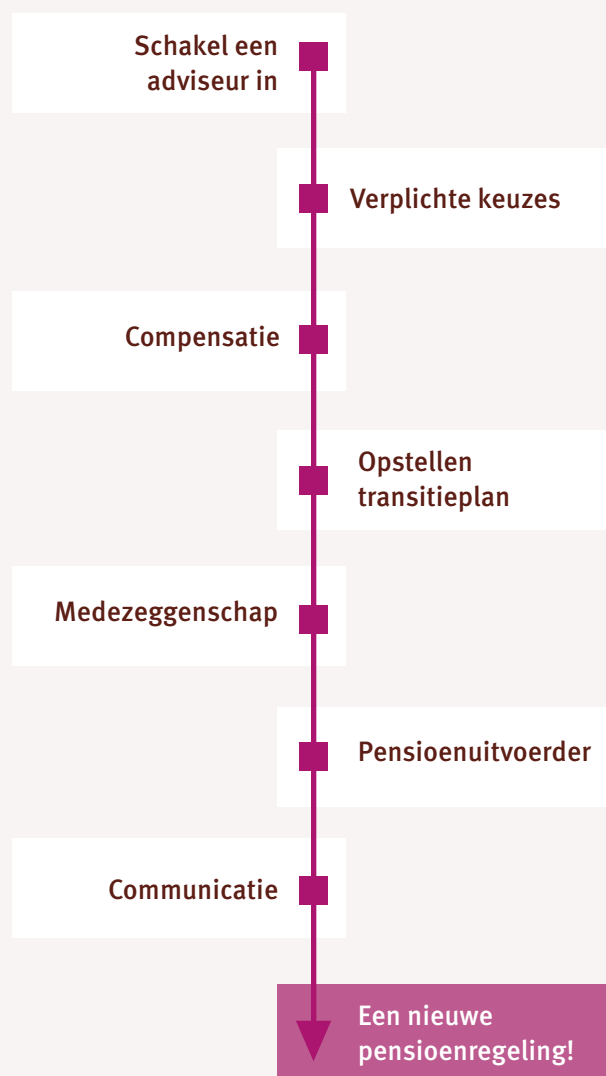 Schakel een
adviseur in
Verplichte keuzes
Compensatie
Opstellen
transitieplan
Medezeggenschap
Pensioenuitvoerder
Communicatie
Een nieuwe
pensioenregeling!